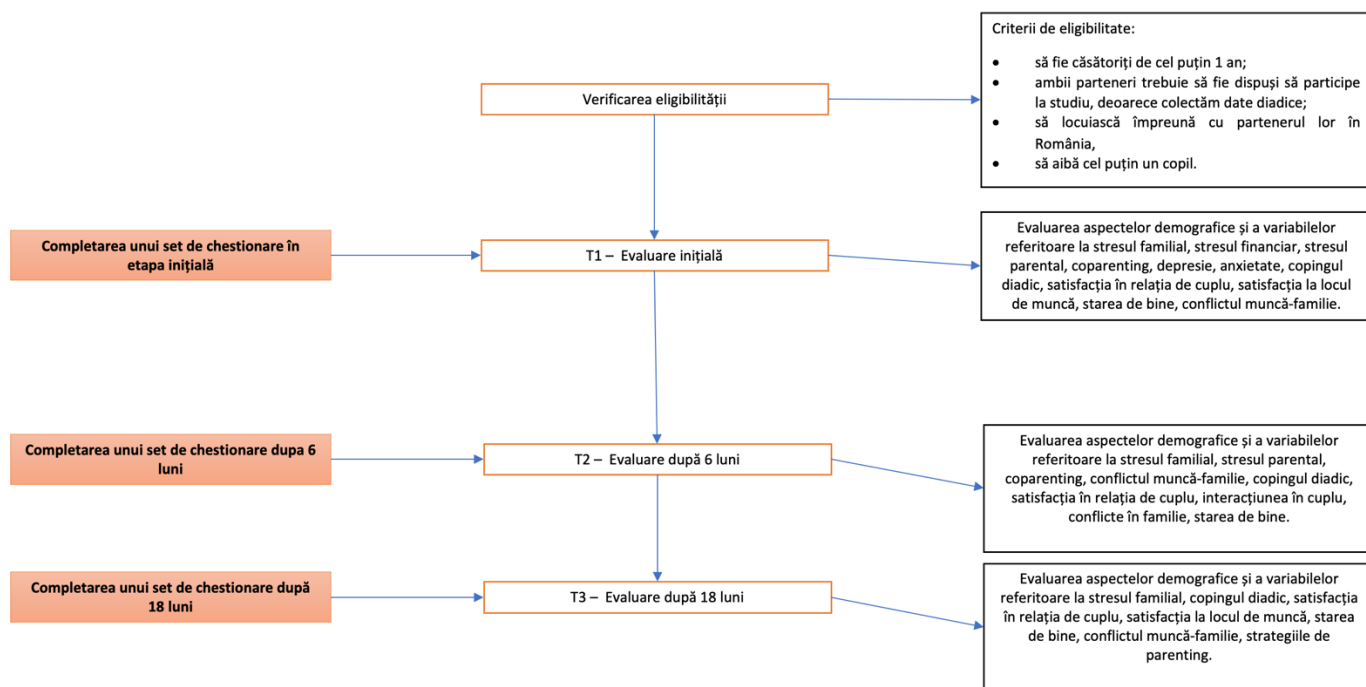 Criterii de eligibilitate:
• să fie căsătoriți de cel puțin 1 an;
• ambii parteneri trebuie să fie dispuși să participe
la studiu, deoarece colectăm date diadice;
• să locuiască împreună cu partenerul lor în
România,
• să aibă cel puțin un copil.
Verificarea eligibilității
Completarea unui set de chestionare în
etapa inițială
T1 – Evaluare inițială
Evaluarea aspectelor demografice și a variabilelor
referitoare la stresul familial, stresul financiar, stresul
parental, coparenting, depresie, anxietate, copingul
diadic, satisfacția în relația de cuplu, satisfacția la locul
de muncă, starea de bine, conflictul muncă-familie.
Completarea unui set de chestionare dupa 6
luni
T2 – Evaluare după 6 luni
Evaluarea aspectelor demografice și a variabilelor
referitoare la stresul familial, stresul parental,
coparenting, conflictul muncă-familie, copingul diadic,
satisfacția în relația de cuplu, interacțiunea în cuplu,
conflicte în familie, starea de bine.
Completarea unui set de chestionare după
18 luni
T3 – Evaluare după 18 luni
Evaluarea aspectelor demografice și a variabilelor
referitoare la stresul familial, copingul diadic, satisfacția
în relația de cuplu, satisfacția la locul de muncă, starea
de bine, conflictul muncă-familie, strategiile de
parenting.